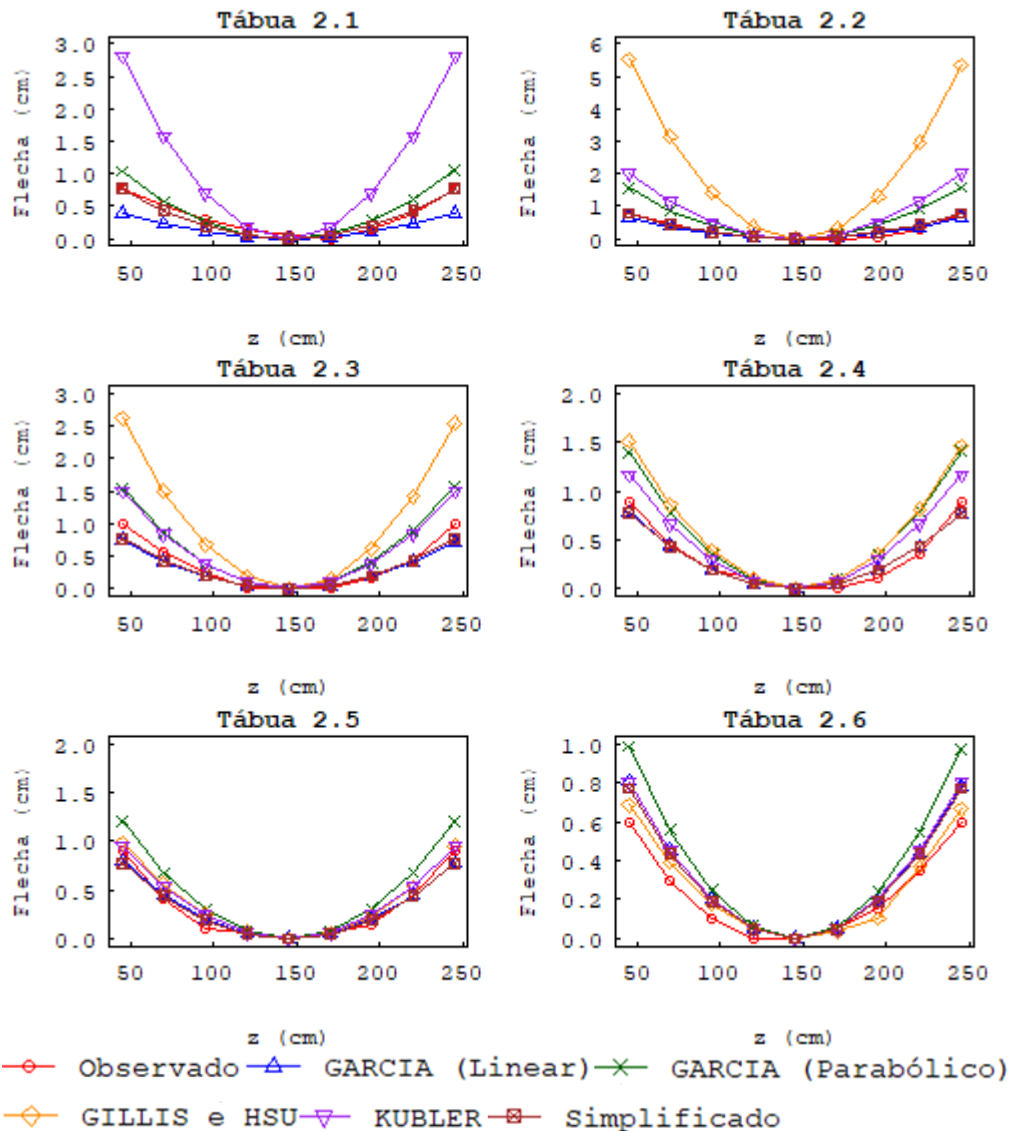 Tábua 2.1
Flecha (cm)
3.0
2.5
2.0
1.5
1.0
0.5
0.0
50 100 150 200 250
z (cm)
Tábua 2.2
Flecha (cm)
6
5
4
3
2
1
0
50 100 150 200 250
z (cm)
Tábua 2.3
Flecha (cm)
3.0
2.5
2.0
1.5
1.0
0.5
0.0
50 100 150 200 250
z (cm)
Tábua 2.4
Flecha (cm)
2.0
1.5
1.0
0.5
0.0
50 100 150 200 250
z (cm)
Tábua 2.5
Flecha (cm)
2.0
1.5
1.0
0.5
0.0
50 100 150 200 250
z (cm)
Tábua 2.6
Flecha (cm)
1.0
0.8
0.6
0.4
0.2
0.0
50 100 150 200 250
z (cm)
Observado GARCIA (Linear) GARCIA (Parabólico)
GILLIS e HSU KUBLER Simplificado